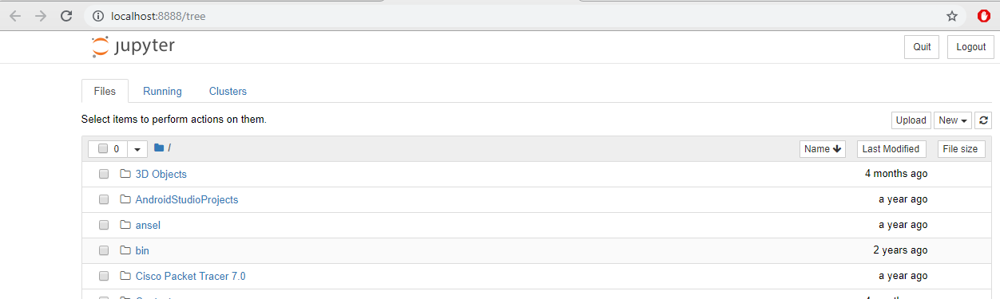 localhost:8888/tree
jupyter
Quit
Logout
Files
Running
Clusters
Select items to perform actions on them.
Upload
New
0
/
Name
Last Modified
File size
3D Objects
4 months ago
AndroidStudioProjects
a year ago
ansel
a year ago
bin
2 years ago
Cisco Packet Tracer 7.0
a year ago